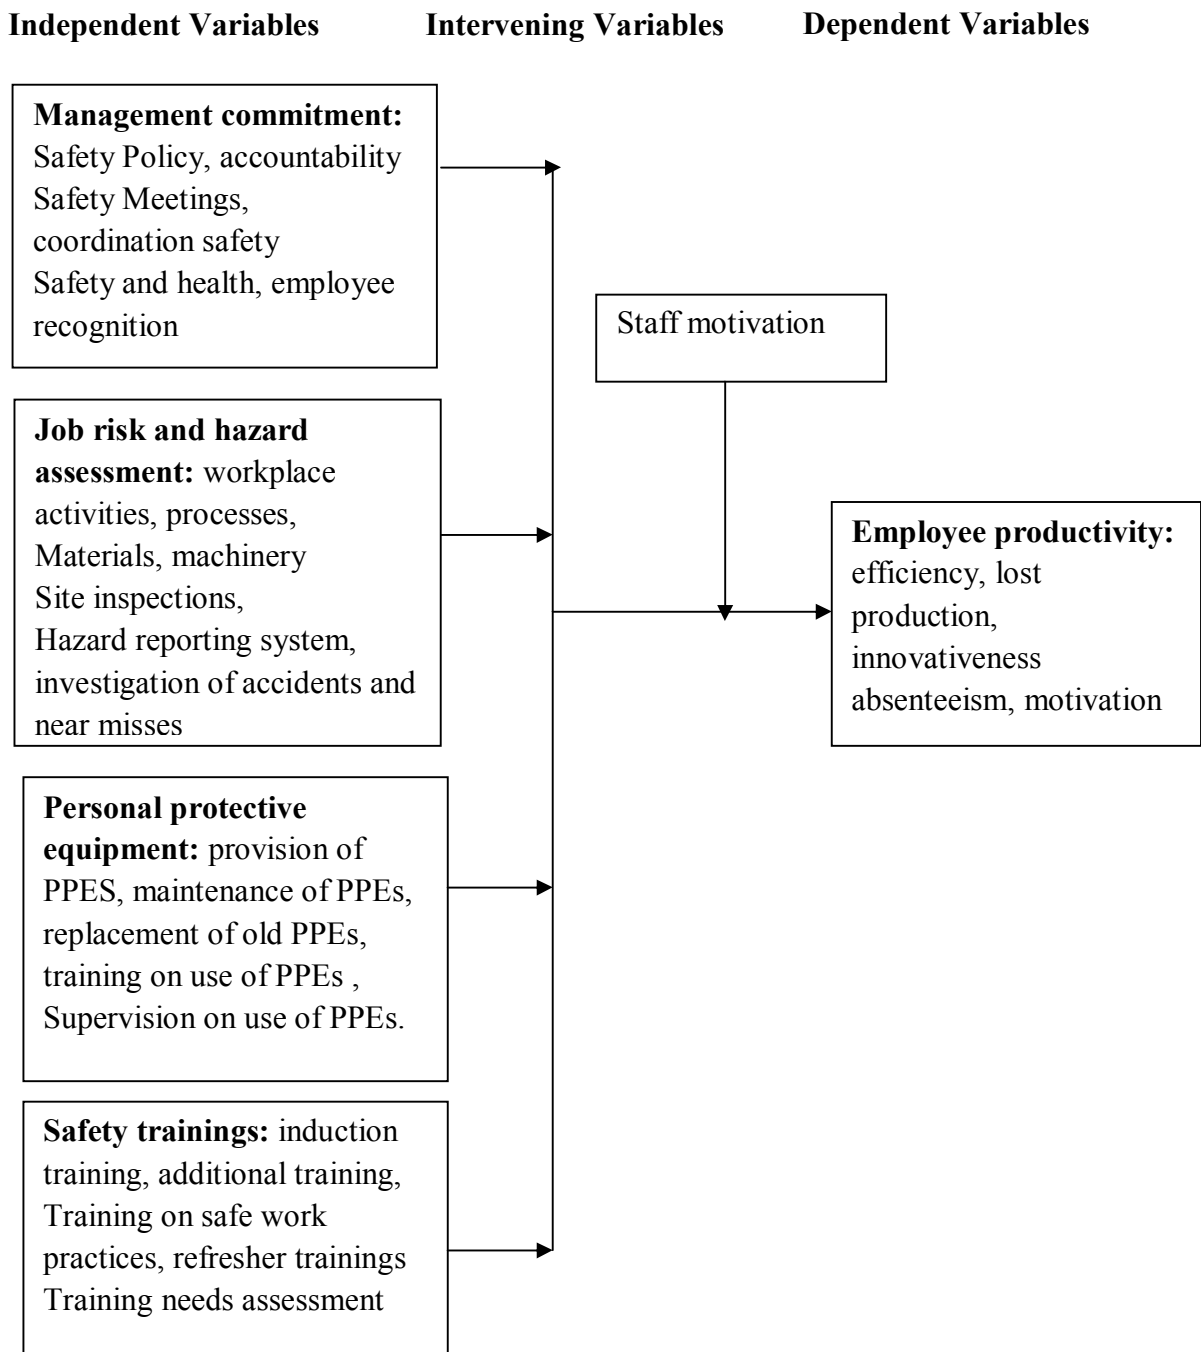 Independent Variables
Intervening Variables
Dependent Variables
Management commitment:
Safety Policy, accountability
Safety Meetings,
coordination safety
Safety and health, employee
recognition
Staff motivation
Job risk and hazard
assessment: workplace
activities, processes,
Materials, machinery
Site inspections,
Hazard reporting system,
investigation of accidents and
near misses
Employee productivity:
efficiency, lost
production,
innovativeness
absenteeism, motivation
Personal protective
equipment: provision of
PPES, maintenance of PPEs,
replacement of old PPEs,
training on use of PPEs ,
Supervision on use of PPEs.
Safety trainings: induction
training, additional training,
Training on safe work
practices, refresher trainings
Training needs assessment